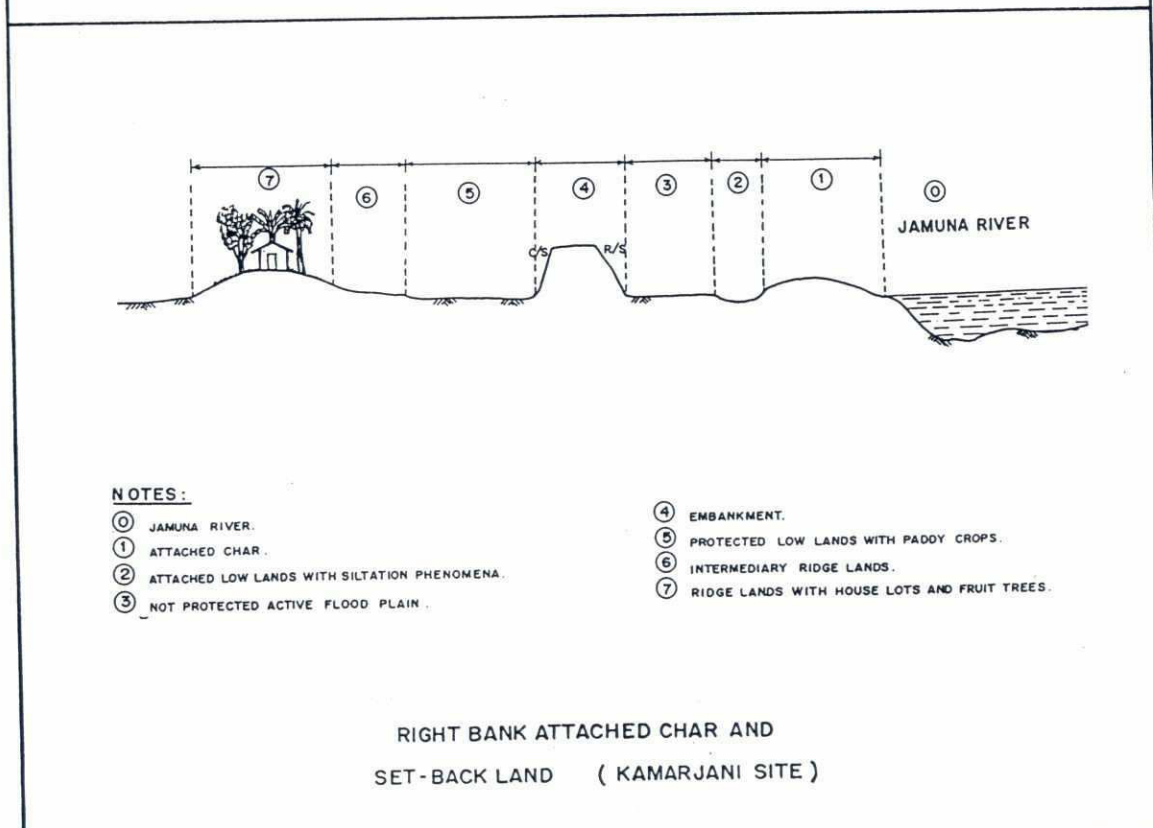 ⑦ ⑥ ⑤ ④ ③ ② ① ⓪
JAMUNA RIVER
C/S R/S
NOTES:
⓪ JAMUNA RIVER.
① ATTACHED CHAR.
② ATTACHED LOW LANDS WITH SILTATION PHENOMENA.
③ NOT PROTECTED ACTIVE FLOOD PLAIN.
④ EMBANKMENT.
⑤ PROTECTED LOW LANDS WITH PADDY CROPS.
⑥ INTERMEDIARY RIDGE LANDS.
⑦ RIDGE LANDS WITH HOUSE LOTS AND FRUIT TREES.
RIGHT BANK ATTACHED CHAR AND
SET-BACK LAND (KAMARJANI SITE)